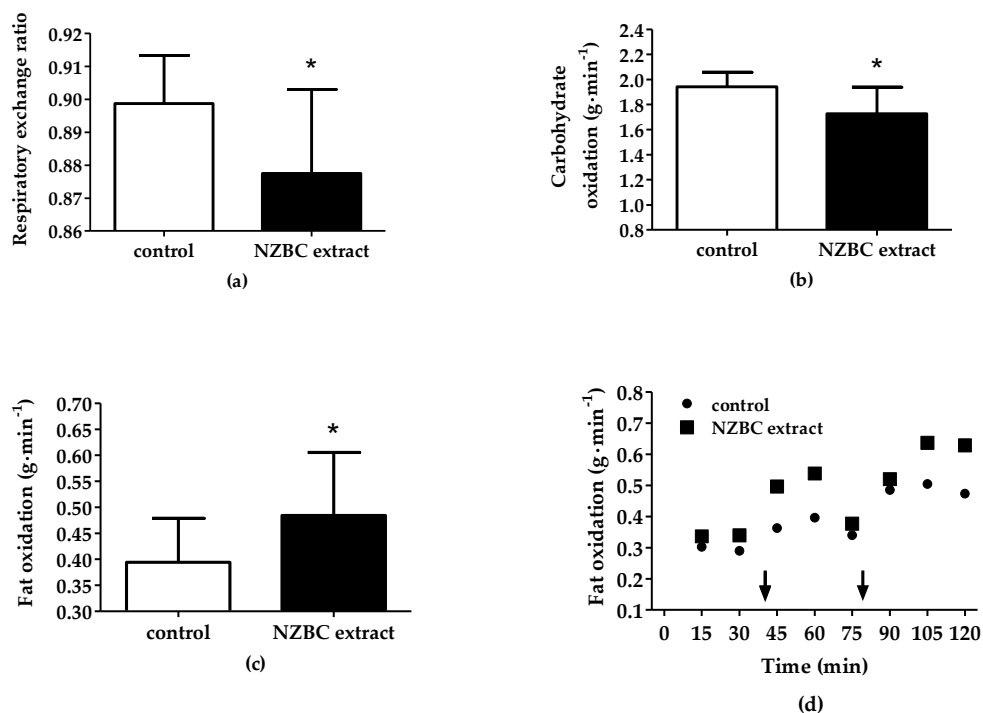 Respiratory exchange ratio
0.92
0.91
0.90
0.89
0.88
0.87
0.86
*
control
NZBC extract
(a)
Carbohydrate
oxidation (g·min⁻¹)
2.4
2.2
2.0
1.8
1.6
1.4
1.2
1.0
0.8
*
control
NZBC extract
(b)
Fat oxidation (g·min⁻¹)
0.70
0.65
0.60
0.55
0.50
0.45
0.40
0.35
0.30
*
control
NZBC extract
(c)
Fat oxidation (g·min⁻¹)
0.8
0.7
0.6
0.5
0.4
0.3
0.2
0.1
control
NZBC extract
0 15 30 45 60 75 90 105 120
Time (min)
(d)